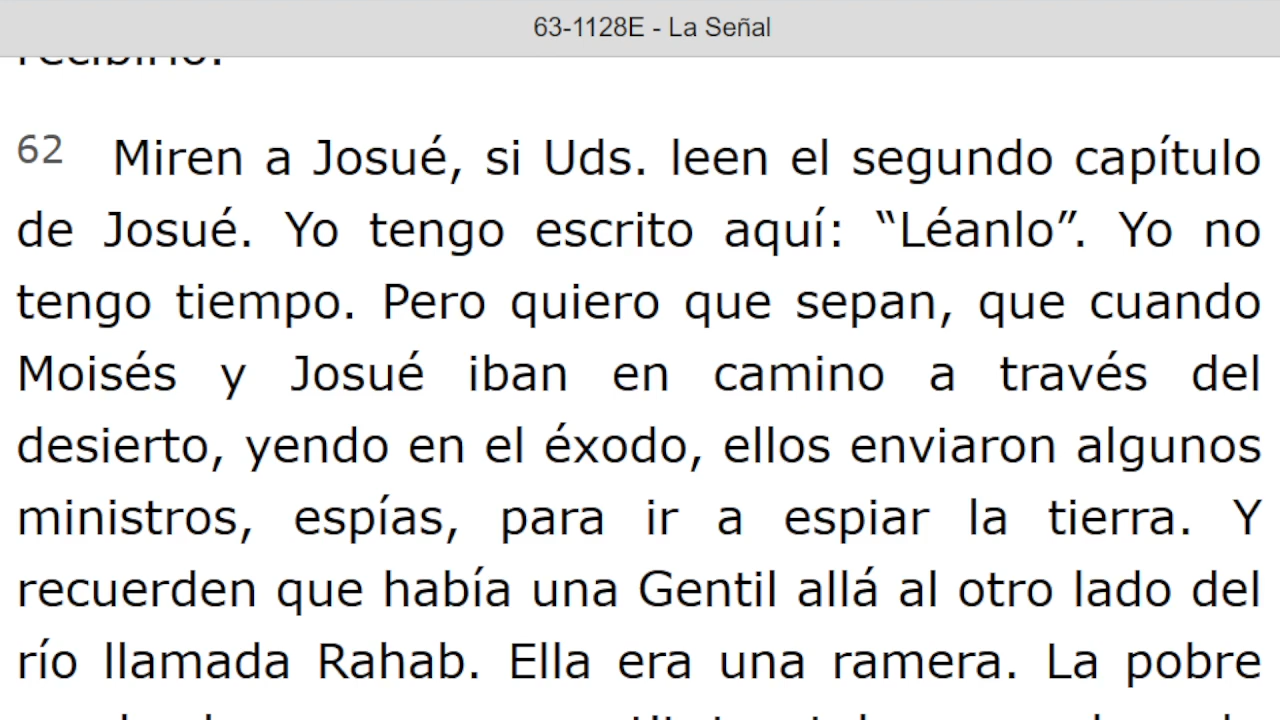 63-1128E - La Señal
recibirlo.
62 Miren a Josué, si Uds. leen el segundo capítulo
de Josué. Yo tengo escrito aquí: “Léanlo”. Yo no
tengo tiempo. Pero quiero que sepan, que cuando
Moisés y Josué iban en camino a través del
desierto, yendo en el éxodo, ellos enviaron algunos
ministros, espías, para ir a espiar la tierra. Y
recuerden que había una Gentil allá al otro lado del
río llamada Rahab. Ella era una ramera. La pobre